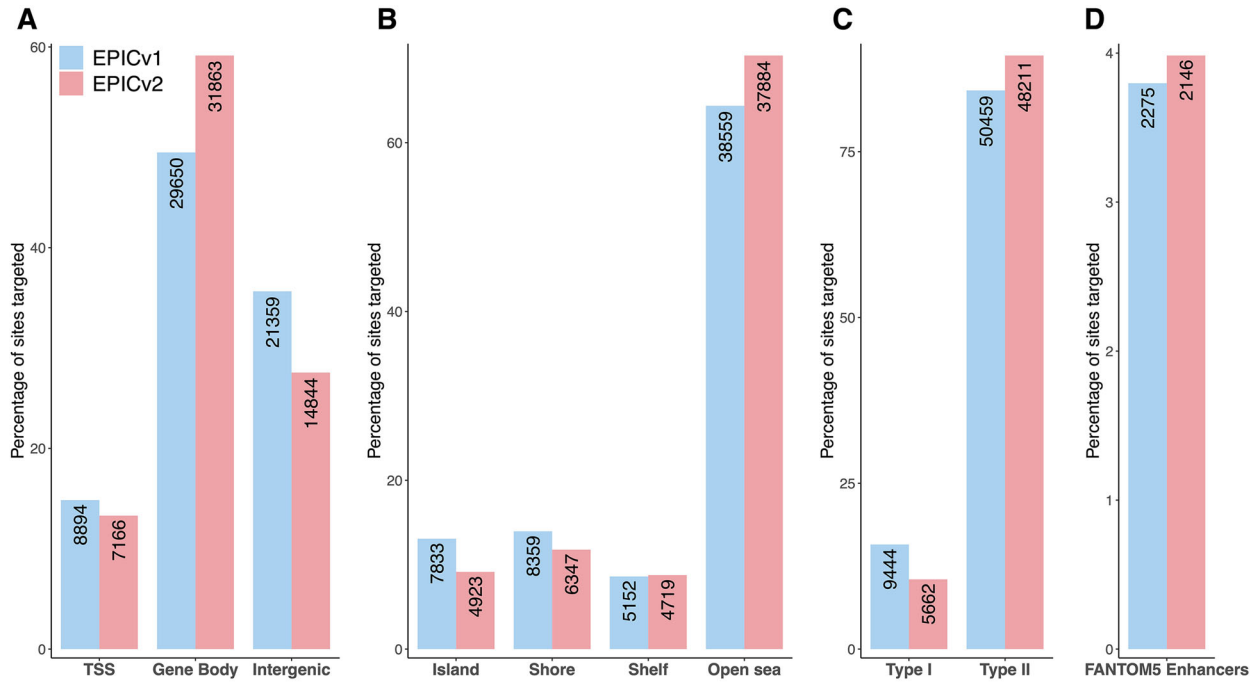 A
Percentage of sites targeted
60
40
20
0
EPICv1
EPICv2
8894
7166
29650
31863
21359
14844
TSS
Gene Body
Intergenic
B
Percentage of sites targeted
60
40
20
0
7833
4923
8359
6347
5152
4719
38559
37884
Island
Shore
Shelf
Open sea
C
Percentage of sites targeted
75
50
25
0
9444
5662
50459
48211
Type I
Type II
D
Percentage of sites targeted
4
3
2
1
0
2275
2146
FANTOM5 Enhancers